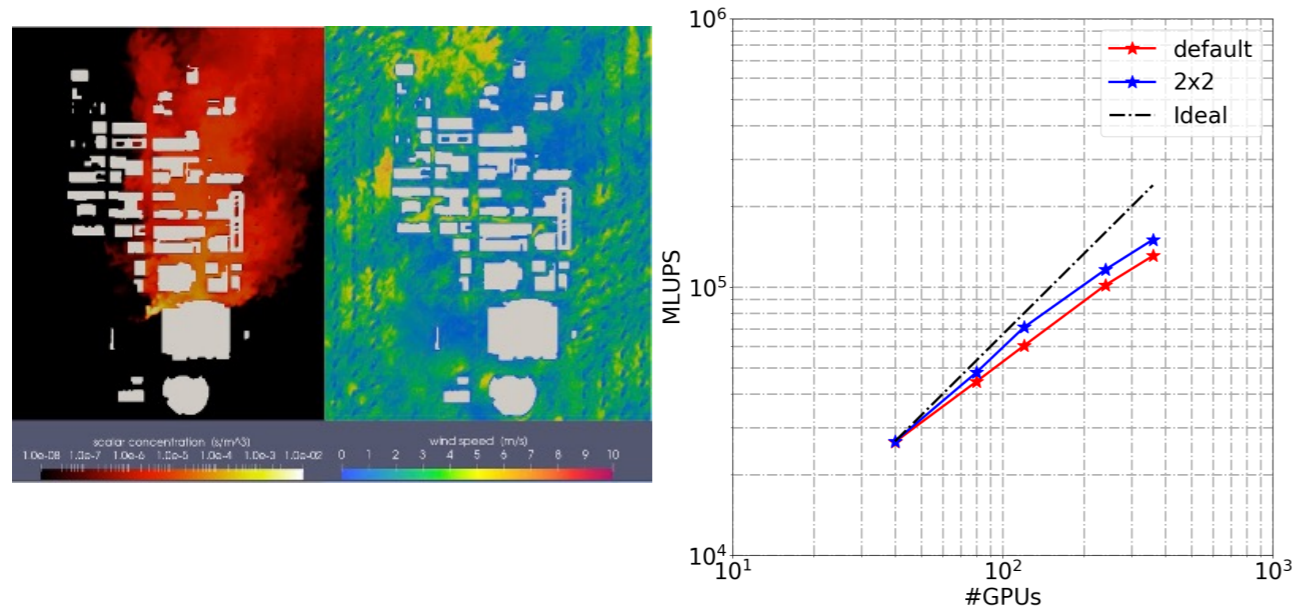 scalar concentration (s/m^3)
1.0e-08 1.0e-7 1.0e-6 1.0e-5 1.0e-4 1.0e-3 1.0e-02
wind speed (m/s)
0 1 2 3 4 5 6 7 8 9 10
default
2x2
Ideal
MLUPS
10^6
10^5
10^4
10^1 10^2 10^3
#GPUs